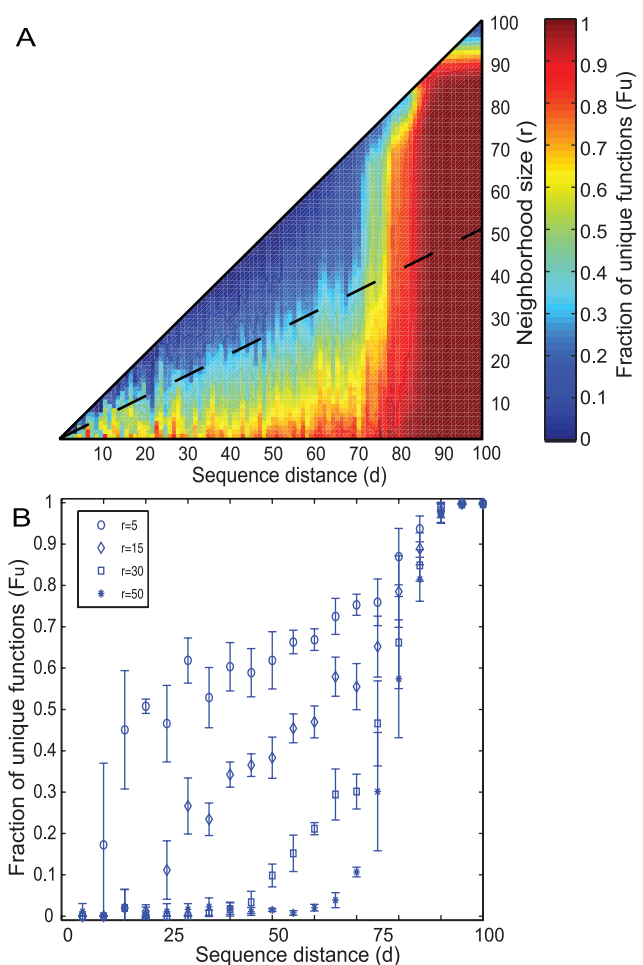 A
100
90
80
70
60
50
40
30
20
10
Neighborhood size (r)
1
0.9
0.8
0.7
0.6
0.5
0.4
0.3
0.2
0.1
0
Fraction of unique functions (Fu)
10 20 30 40 50 60 70 80 90 100
Sequence distance (d)
B
1
0.9
0.8
0.7
0.6
0.5
0.4
0.3
0.2
0.1
0
Fraction of unique functions (Fu)
r=5
r=15
r=30
r=50
0 25 50 75 100
Sequence distance (d)